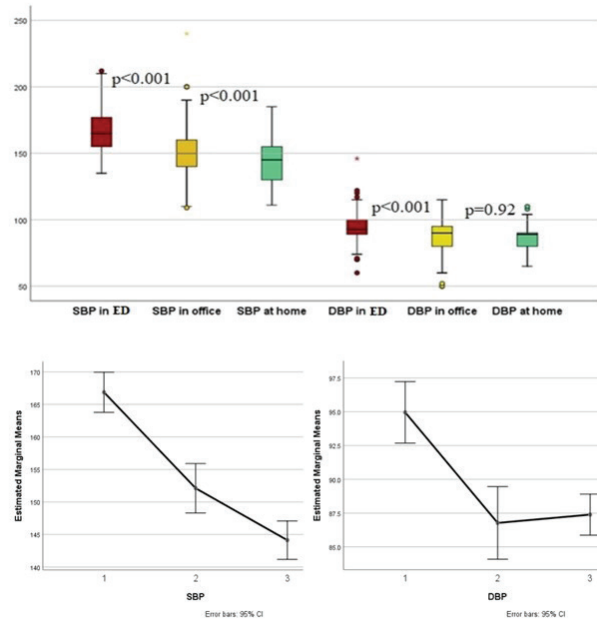 250
200
150
100
50
p<0.001
p<0.001
p<0.001
p=0.92
SBP in ED SBP in office SBP at home DBP in ED DBP in office DBP at home
Estimated Marginal Means
170
165
160
155
150
145
140
1 2 3
SBP
Error bars: 95% CI
Estimated Marginal Means
97.5
95.0
92.5
90.0
87.5
85.0
1 2 3
DBP
Error bars: 95% CI